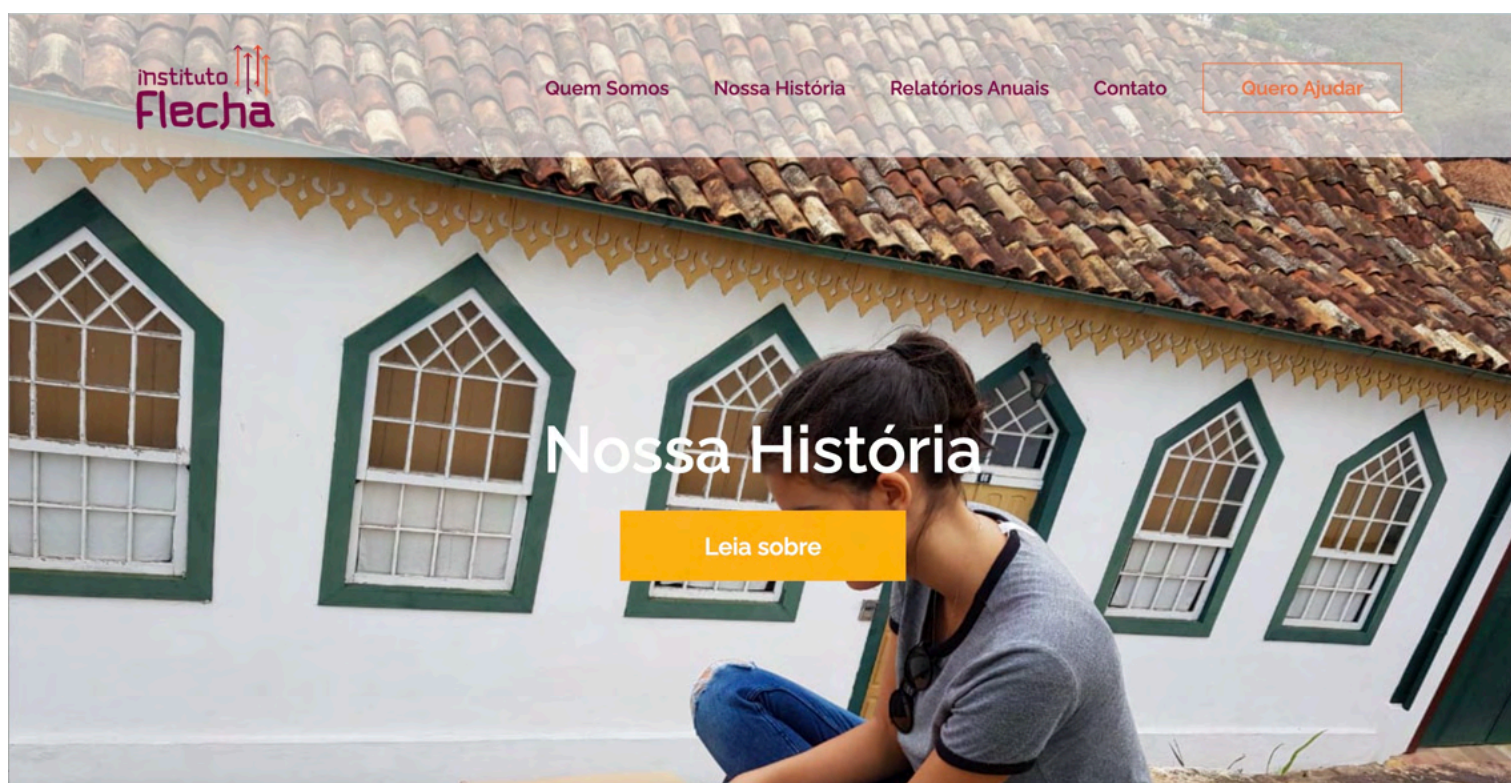 instituto
Flecha
Quem Somos
Nossa História
Relatórios Anuais
Contato
Quero Ajudar
Nossa História
Leia sobre